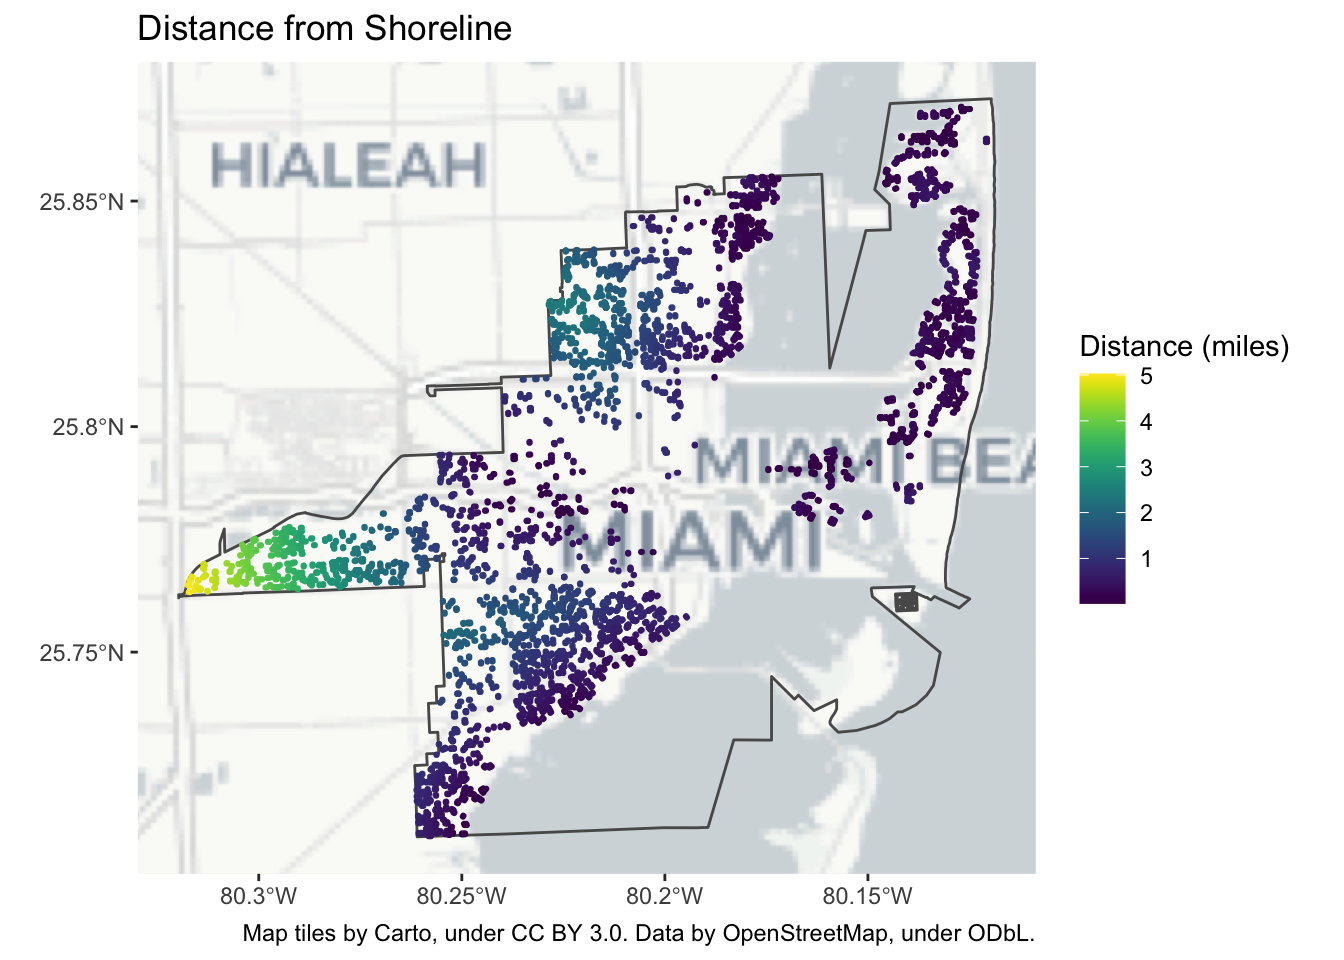 Distance from Shoreline
HIALEAH
25.85°N
Distance (miles)
5
25.8°N
4
MIAMI BEA
3
2
MIAMI
1
25.75°N
80.3°W 80.25°W 80.2°W 80.15°W
Map tiles by Carto, under CC BY 3.0. Data by OpenStreetMap, under ODbL.